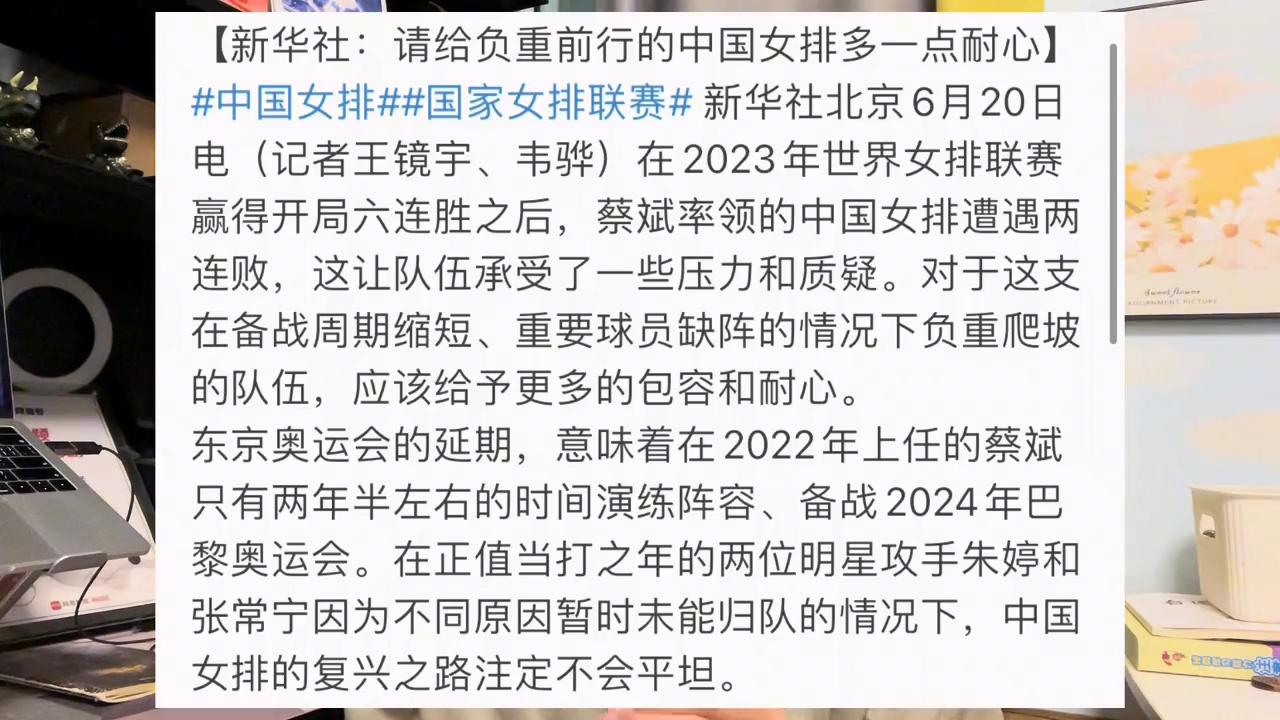 【新华社：请给负重前行的中国女排多一点耐心】
#中国女排##国家女排联赛# 新华社北京6月20日
电（记者王镜宇、韦骅）在2023年世界女排联赛
赢得开局六连胜之后，蔡斌率领的中国女排遭遇两
连败，这让队伍承受了一些压力和质疑。对于这支
在备战周期缩短、重要球员缺阵的情况下负重爬坡
的队伍，应该给予更多的包容和耐心。
东京奥运会的延期，意味着在2022年上任的蔡斌
只有两年半左右的时间演练阵容、备战2024年巴
黎奥运会。在正值当打之年的两位明星攻手朱婷和
张常宁因为不同原因暂时未能归队的情况下，中国
女排的复兴之路注定不会平坦。
Sweet flower